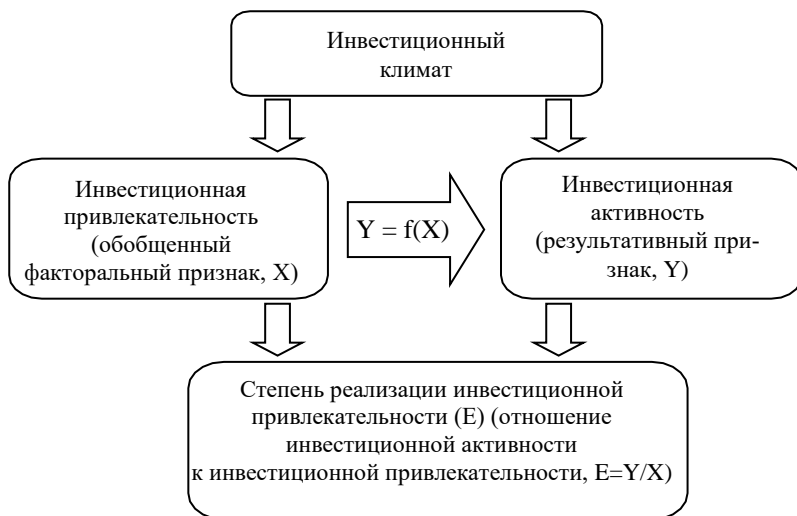 Инвестиционный
климат
Инвестиционная
привлекательность
(обобщенный
факторальный признак, X)
Y = f(X)
Инвестиционная
активность
(результативный при-
знак, Y)
Степень реализации инвестиционной
привлекательности (E) (отношение
инвестиционной активности
к инвестиционной привлекательности, E=Y/X)